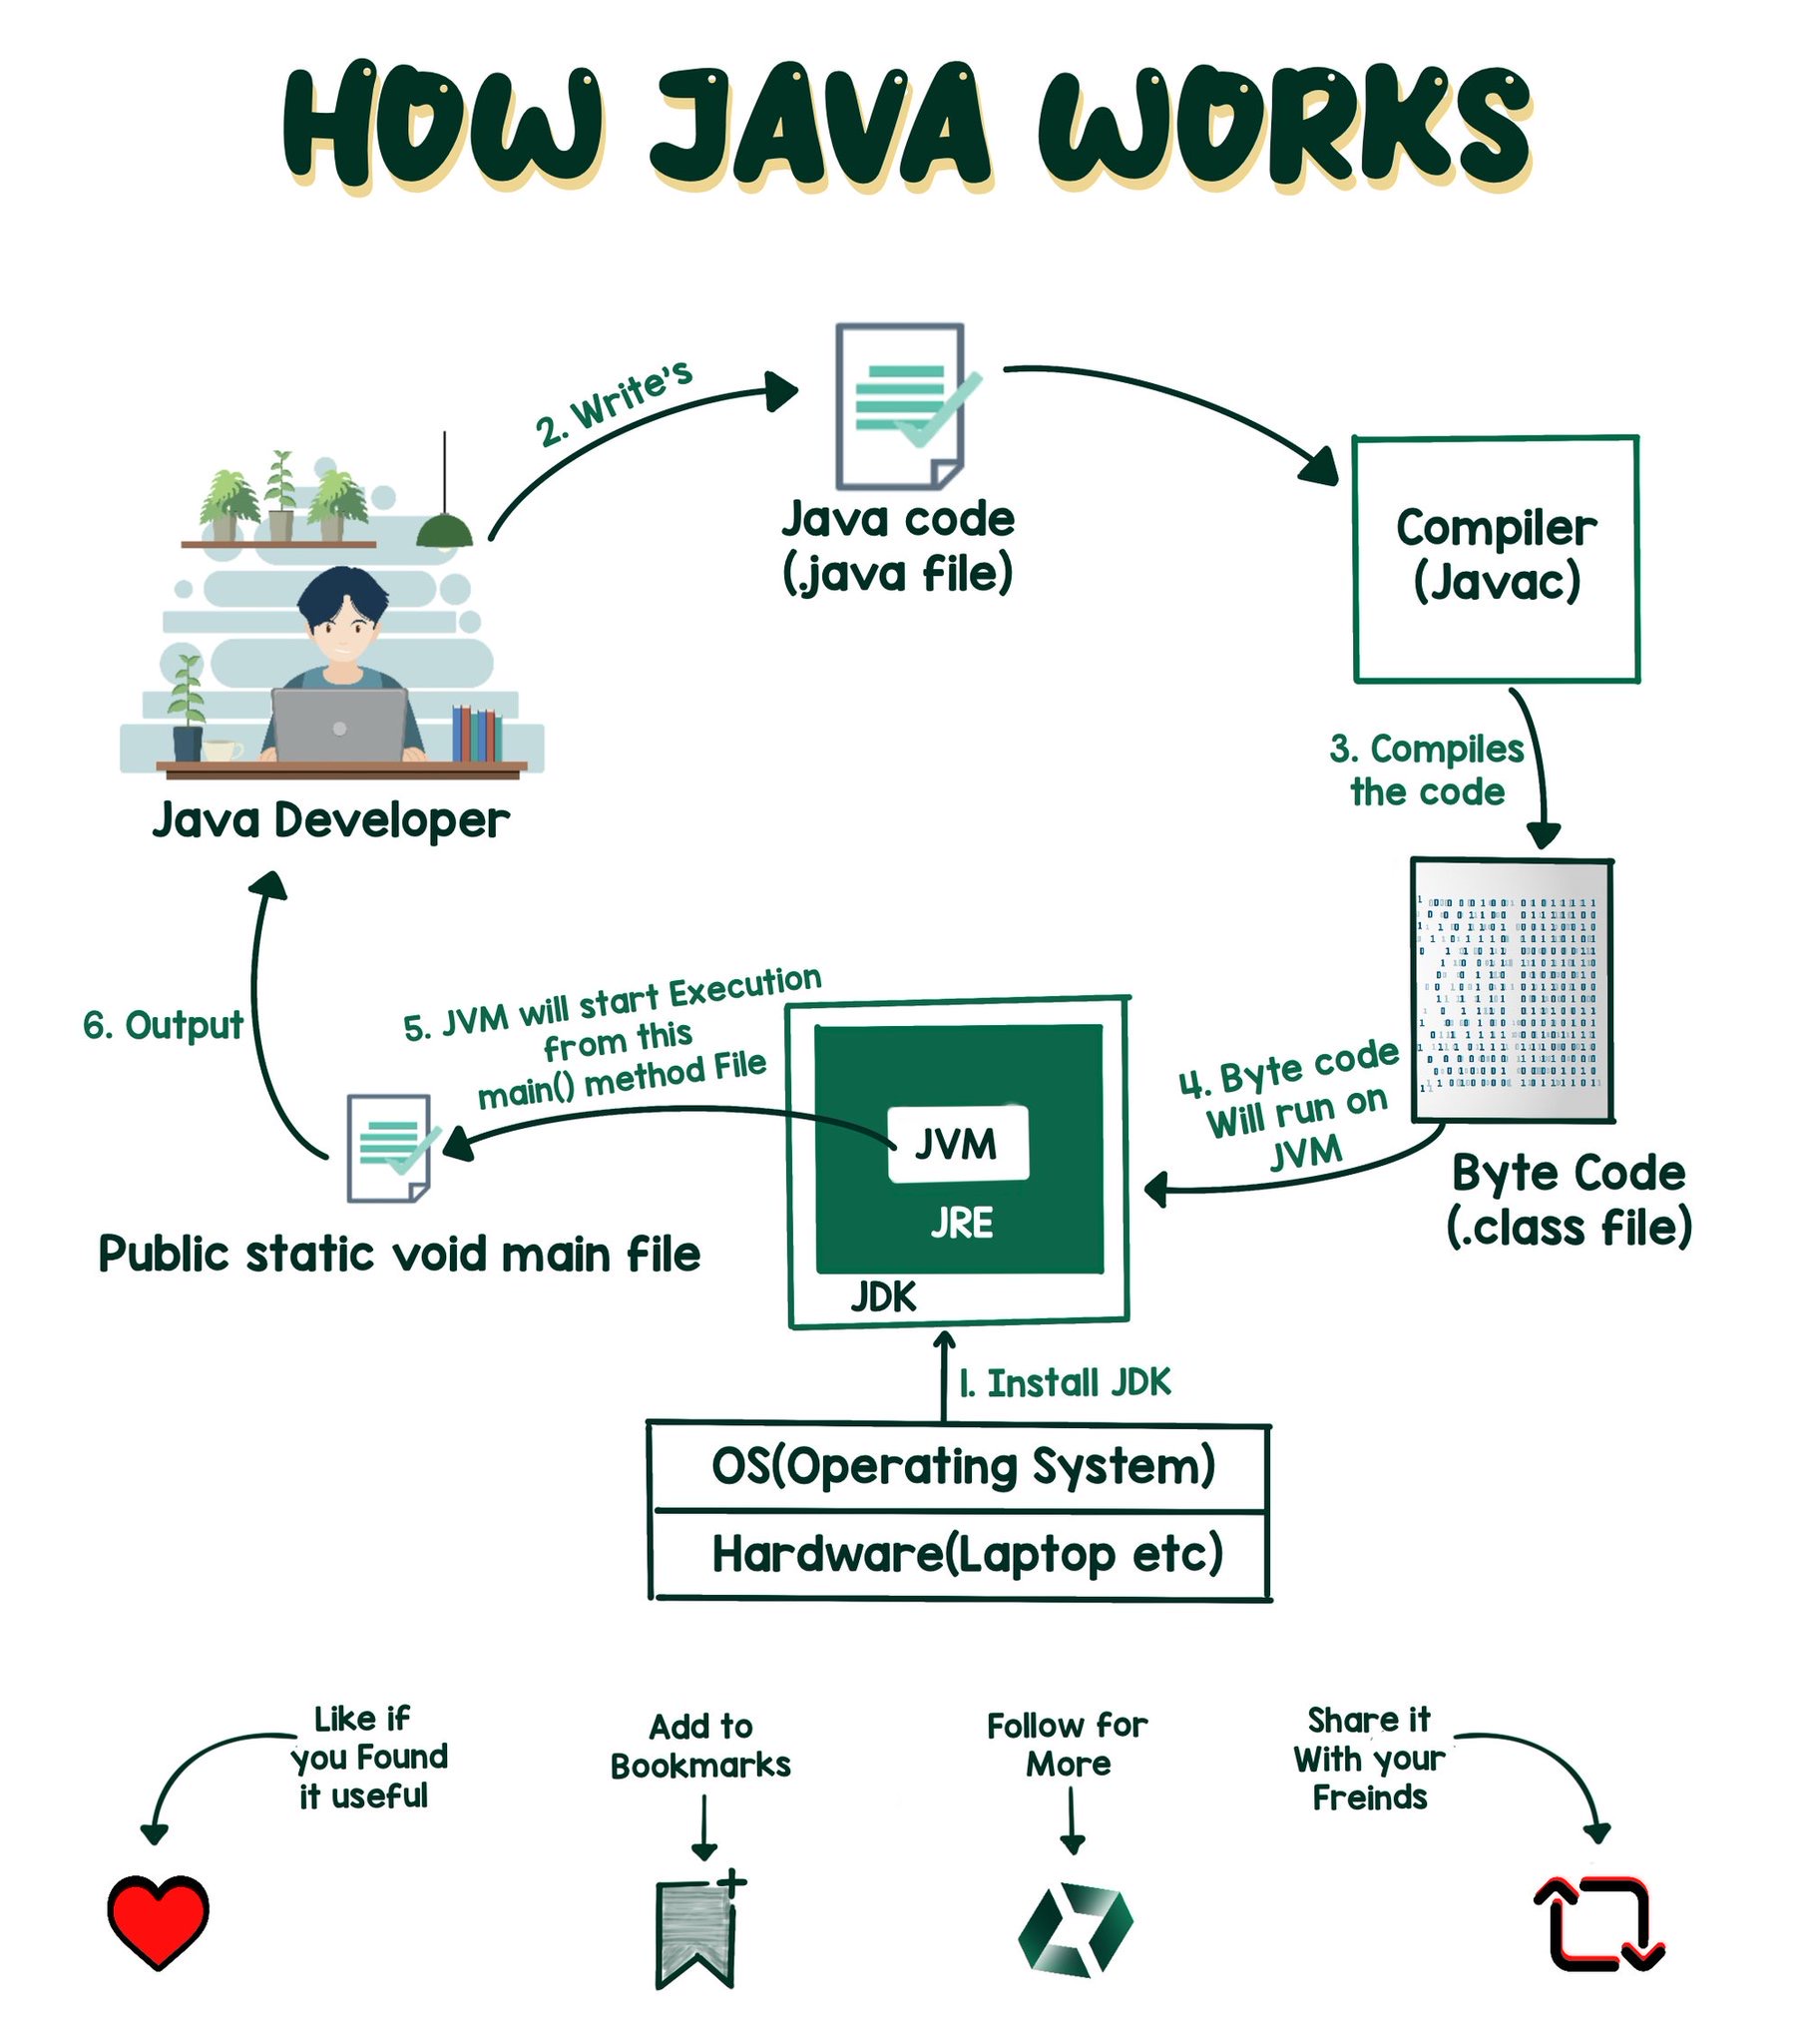 HOW JAVA WORKS
2. Write's
Java code
(.java file)
Compiler
(Javac)
3. Compiles
the code
Java Developer
6. Output
5. JVM will start Execution
from this
main() method File
4. Byte code
Will run on
JVM
Byte Code
(.class file)
JVM
JRE
JDK
Public static void main file
1. Install JDK
OS(Operating System)
Hardware(Laptop etc)
Like if
you Found
it useful
Add to
Bookmarks
Follow for
More
Share it
With your
Freinds